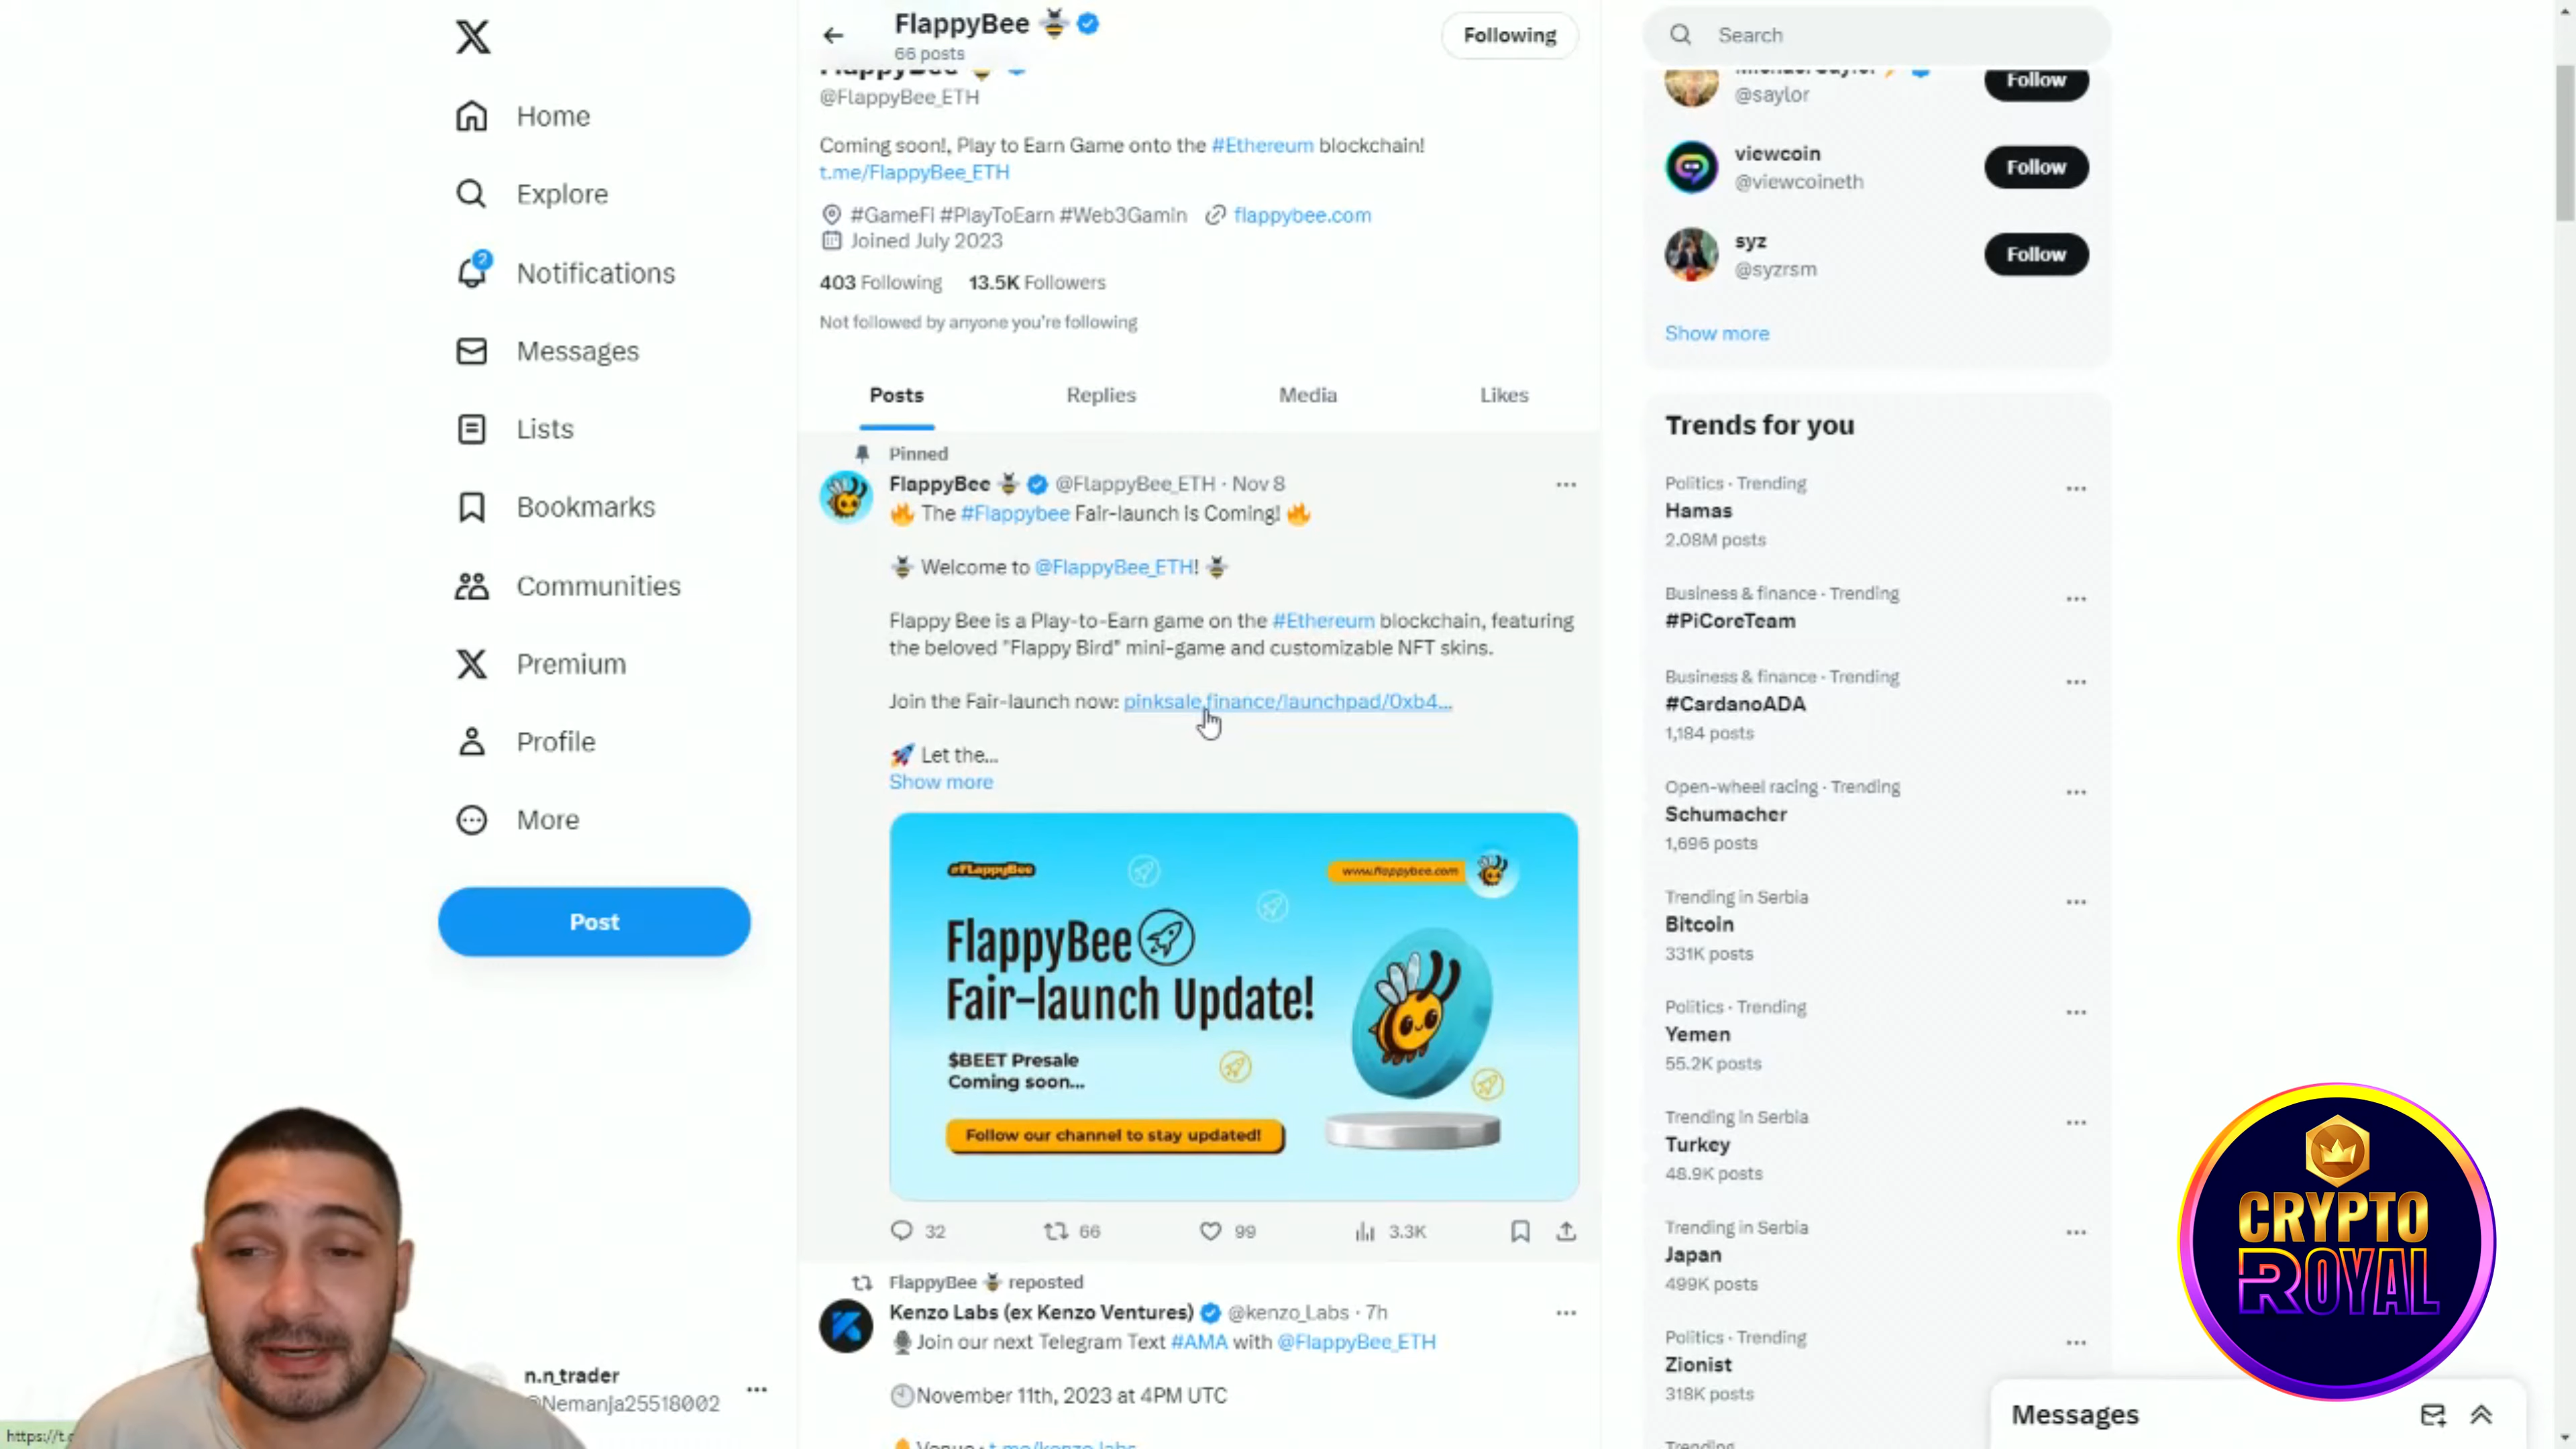 Home
Explore
2
Notifications
Messages
Lists
Bookmarks
Communities
Premium
Profile
More
Post
n.n_trader
@Nemanja25518002
https://t.c
FlappyBee
66 posts
Following
FlappyBee
@FlappyBee_ETH
Coming soon!, Play to Earn Game onto the #Ethereum blockchain!
t.me/FlappyBee_ETH
#GameFi #PlayToEarn #Web3Gamin flappybee.com
Joined July 2023
403 Following 13.5K Followers
Not followed by anyone you're following
Posts Replies Media Likes
Pinned
FlappyBee @FlappyBee_ETH · Nov 8
The #Flappybee Fair-launch is Coming!
Welcome to @FlappyBee_ETH!
Flappy Bee is a Play-to-Earn game on the #Ethereum blockchain, featuring
the beloved "Flappy Bird" mini-game and customizable NFT skins.
Join the Fair-launch now: pinksale.finance/launchpad/0xb4...
Let the...
Show more
#FLappyBee
www.flappybee.com
FlappyBee
Fair-launch Update!
$BEET Presale
Coming soon...
Follow our channel to stay updated!
32 66 99 3.3K
FlappyBee reposted
Kenzo Labs (ex Kenzo Ventures) @kenzo_Labs · 7h
Join our next Telegram Text #AMA with @FlappyBee_ETH
November 11th, 2023 at 4PM UTC
Venue : t.me/kenzo_labs
Search
Michael Saylor
@saylor
Follow
viewcoin
@viewcoineth
Follow
syz
@syzrsm
Follow
Show more
Trends for you
Politics · Trending
Hamas
2.08M posts
Business & finance · Trending
#PiCoreTeam
Business & finance · Trending
#CardanoADA
1,184 posts
Open-wheel racing · Trending
Schumacher
1,696 posts
Trending in Serbia
Bitcoin
331K posts
Politics · Trending
Yemen
55.2K posts
Trending in Serbia
Turkey
48.9K posts
Trending in Serbia
Japan
499K posts
Politics · Trending
Zionist
318K posts
Trending
Messages
CRYPTO
ROYAL